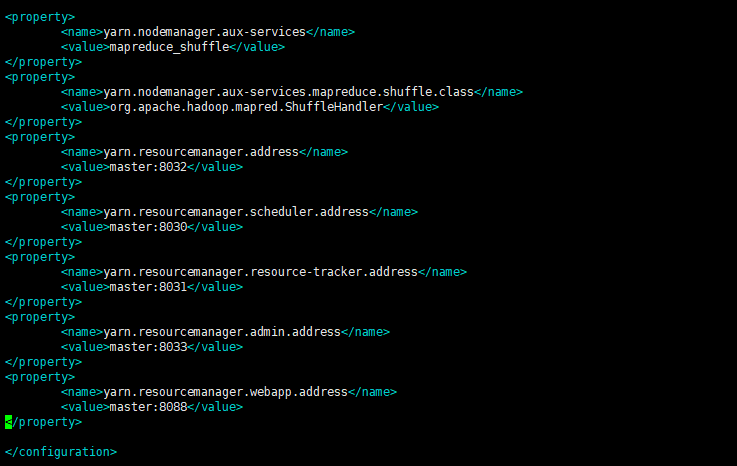 <property>
        <name>yarn.nodemanager.aux-services</name>
        <value>mapreduce_shuffle</value>
</property>
<property>
        <name>yarn.nodemanager.aux-services.mapreduce.shuffle.class</name>
        <value>org.apache.hadoop.mapred.ShuffleHandler</value>
</property>
<property>
        <name>yarn.resourcemanager.address</name>
        <value>master:8032</value>
</property>
<property>
        <name>yarn.resourcemanager.scheduler.address</name>
        <value>master:8030</value>
</property>
<property>
        <name>yarn.resourcemanager.resource-tracker.address</name>
        <value>master:8031</value>
</property>
<property>
        <name>yarn.resourcemanager.admin.address</name>
        <value>master:8033</value>
</property>
<property>
        <name>yarn.resourcemanager.webapp.address</name>
        <value>master:8088</value>
</property>
</configuration>